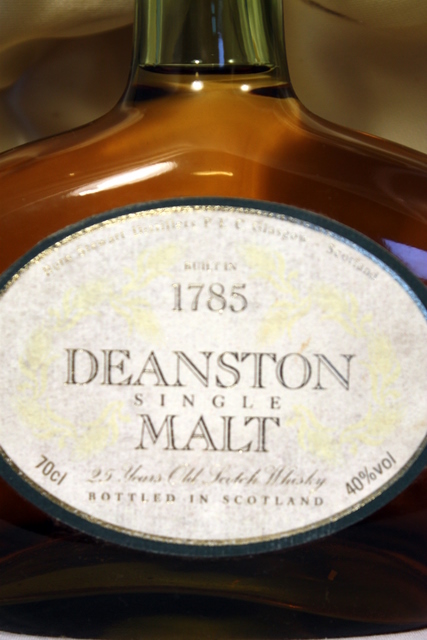 Glasgow Scotland
BUILT IN
1785
DEANSTON
SINGLE
MALT
70cl
25 Years Old Scotch Whisky
40%vol
BOTTLED IN SCOTLAND